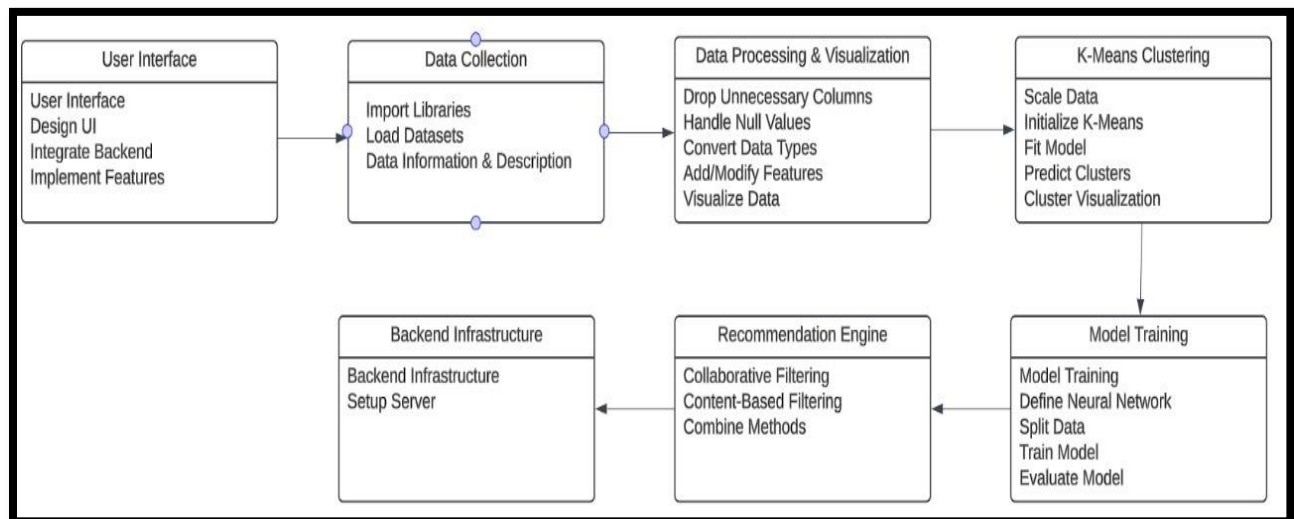 User Interface
User Interface
Design UI
Integrate Backend
Implement Features
Data Collection
Import Libraries
Load Datasets
Data Information & Description
Data Processing & Visualization
Drop Unnecessary Columns
Handle Null Values
Convert Data Types
Add/Modify Features
Visualize Data
K-Means Clustering
Scale Data
Initialize K-Means
Fit Model
Predict Clusters
Cluster Visualization
Model Training
Model Training
Define Neural Network
Split Data
Train Model
Evaluate Model
Recommendation Engine
Collaborative Filtering
Content-Based Filtering
Combine Methods
Backend Infrastructure
Backend Infrastructure
Setup Server